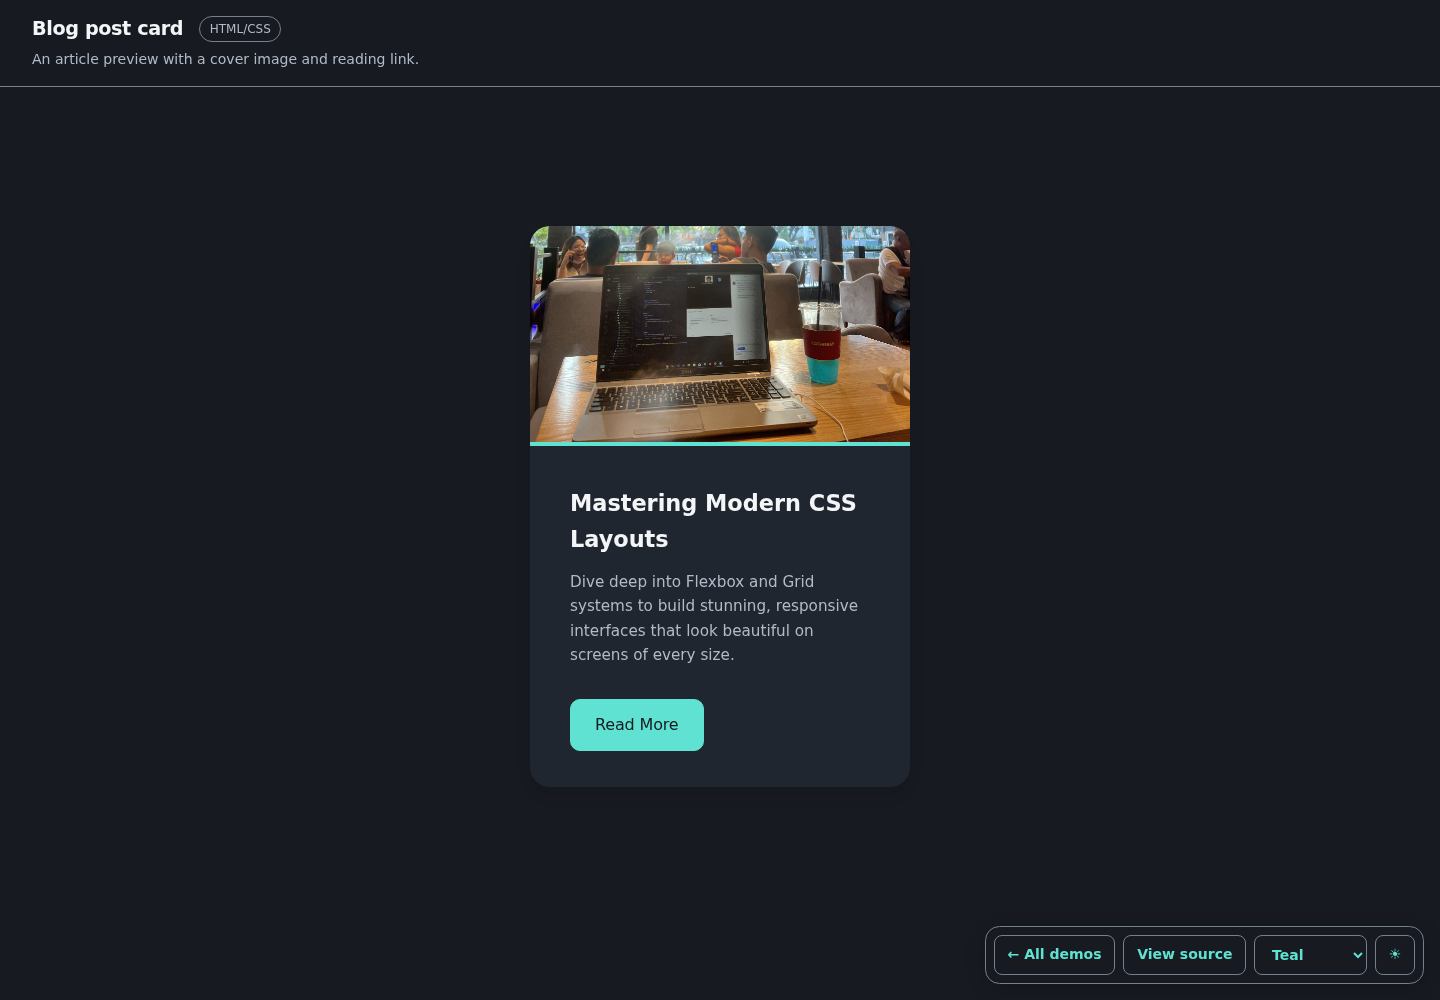 Blog post card
HTML/CSS
An article preview with a cover image and reading link.
Mastering Modern CSS
Layouts
Dive deep into Flexbox and Grid
systems to build stunning, responsive
interfaces that look beautiful on
screens of every size.
Read More
← All demos
View source
Teal